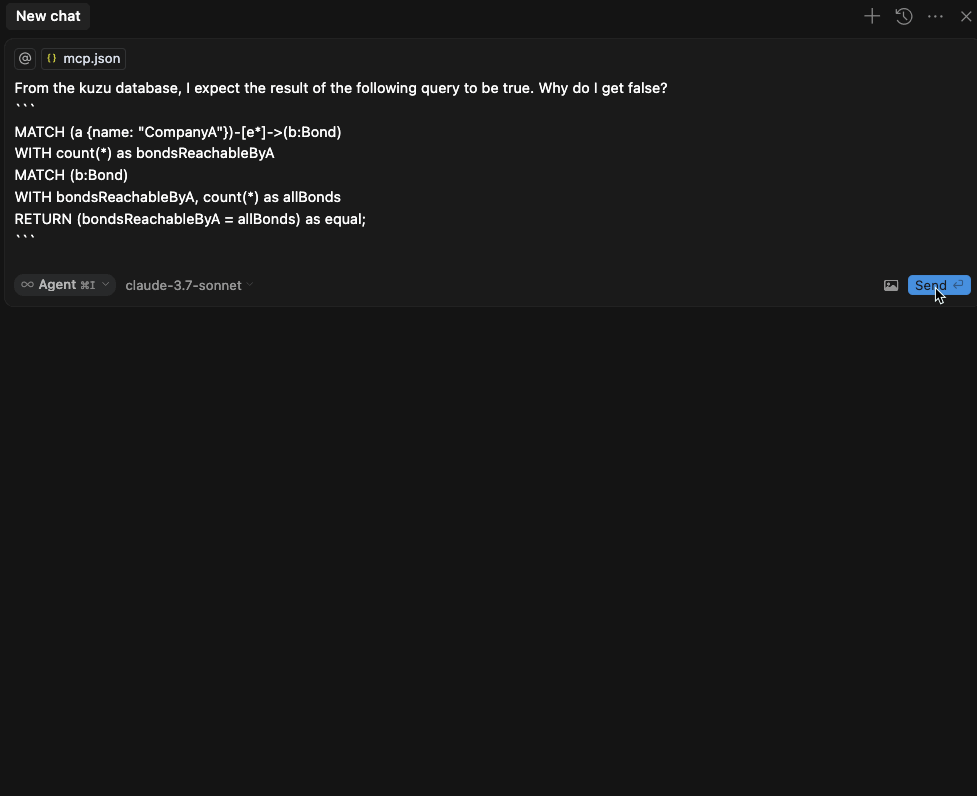 New chat
@ {} mcp.json
From the kuzu database, I expect the result of the following query to be true. Why do I get false?
```
MATCH (a {name: "CompanyA"})-[e*]->(b:Bond)
WITH count(*) as bondsReachableByA
MATCH (b:Bond)
WITH bondsReachableByA, count(*) as allBonds
RETURN (bondsReachableByA = allBonds) as equal;
```
∞ Agent ⌘I claude-3.7-sonnet Send ⏎